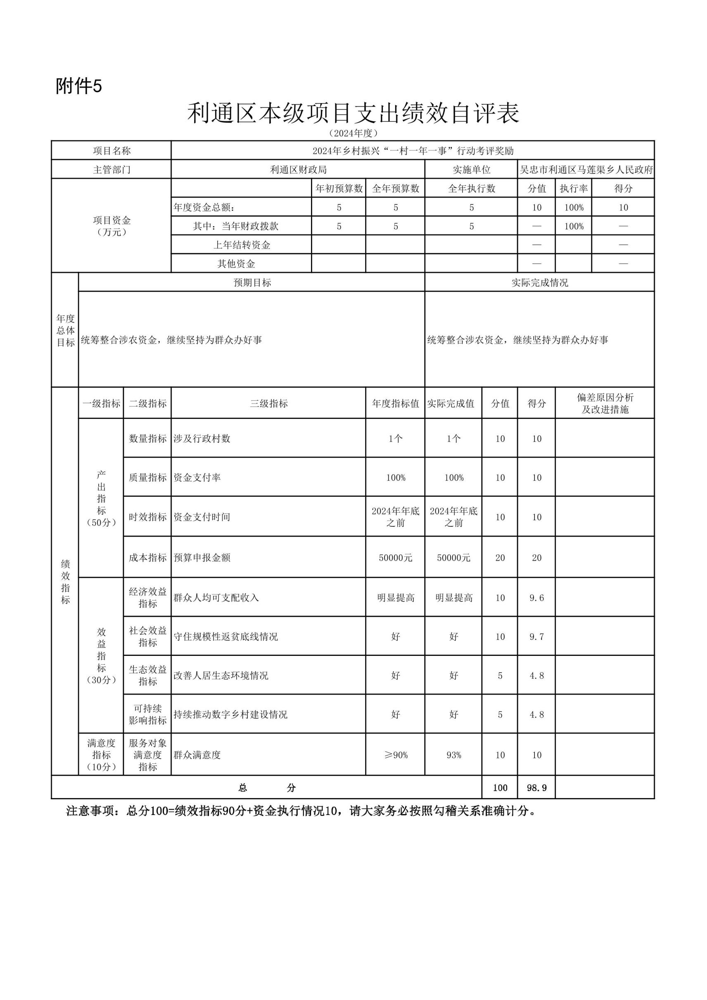 附件5
利通区本级项目支出绩效自评表
（2024年度）
项目名称 2024年乡村振兴“一村一年一事”行动考评奖励
主管部门 利通区财政局 实施单位 吴忠市利通区马莲渠乡人民政府
项目资金
（万元）
年初预算数 全年预算数 全年执行数 分值 执行率 得分
年度资金总额： 5 5 5 10 100% 10
其中：当年财政拨款 5 5 5 — 100% —
上年结转资金 — —
其他资金 — —
年度
总体
目标
预期目标 实际完成情况
统筹整合涉农资金，继续坚持为群众办好事 统筹整合涉农资金，继续坚持为群众办好事
绩
效
指
标
一级指标 二级指标 三级指标 年度指标值 实际完成值 分值 得分 偏差原因分析
及改进措施
产
出
指
标
（50分）
数量指标 涉及行政村数 1个 1个 10 10
质量指标 资金支付率 100% 100% 10 10
时效指标 资金支付时间 2024年年底
之前 2024年年底
之前 10 10
成本指标 预算申报金额 50000元 50000元 20 20
效
益
指
标
（30分）
经济效益
指标 群众人均可支配收入 明显提高 明显提高 10 9.6
社会效益
指标 守住规模性返贫底线情况 好 好 10 9.7
生态效益
指标 改善人居生态环境情况 好 好 5 4.8
可持续
影响指标 持续推动数字乡村建设情况 好 好 5 4.8
满意度
指标
（10分）
服务对象
满意度
指标 群众满意度 ≥90% 93% 10 10
总 分 100 98.9
注意事项：总分100=绩效指标90分+资金执行情况10，请大家务必按照勾稽关系准确计分。